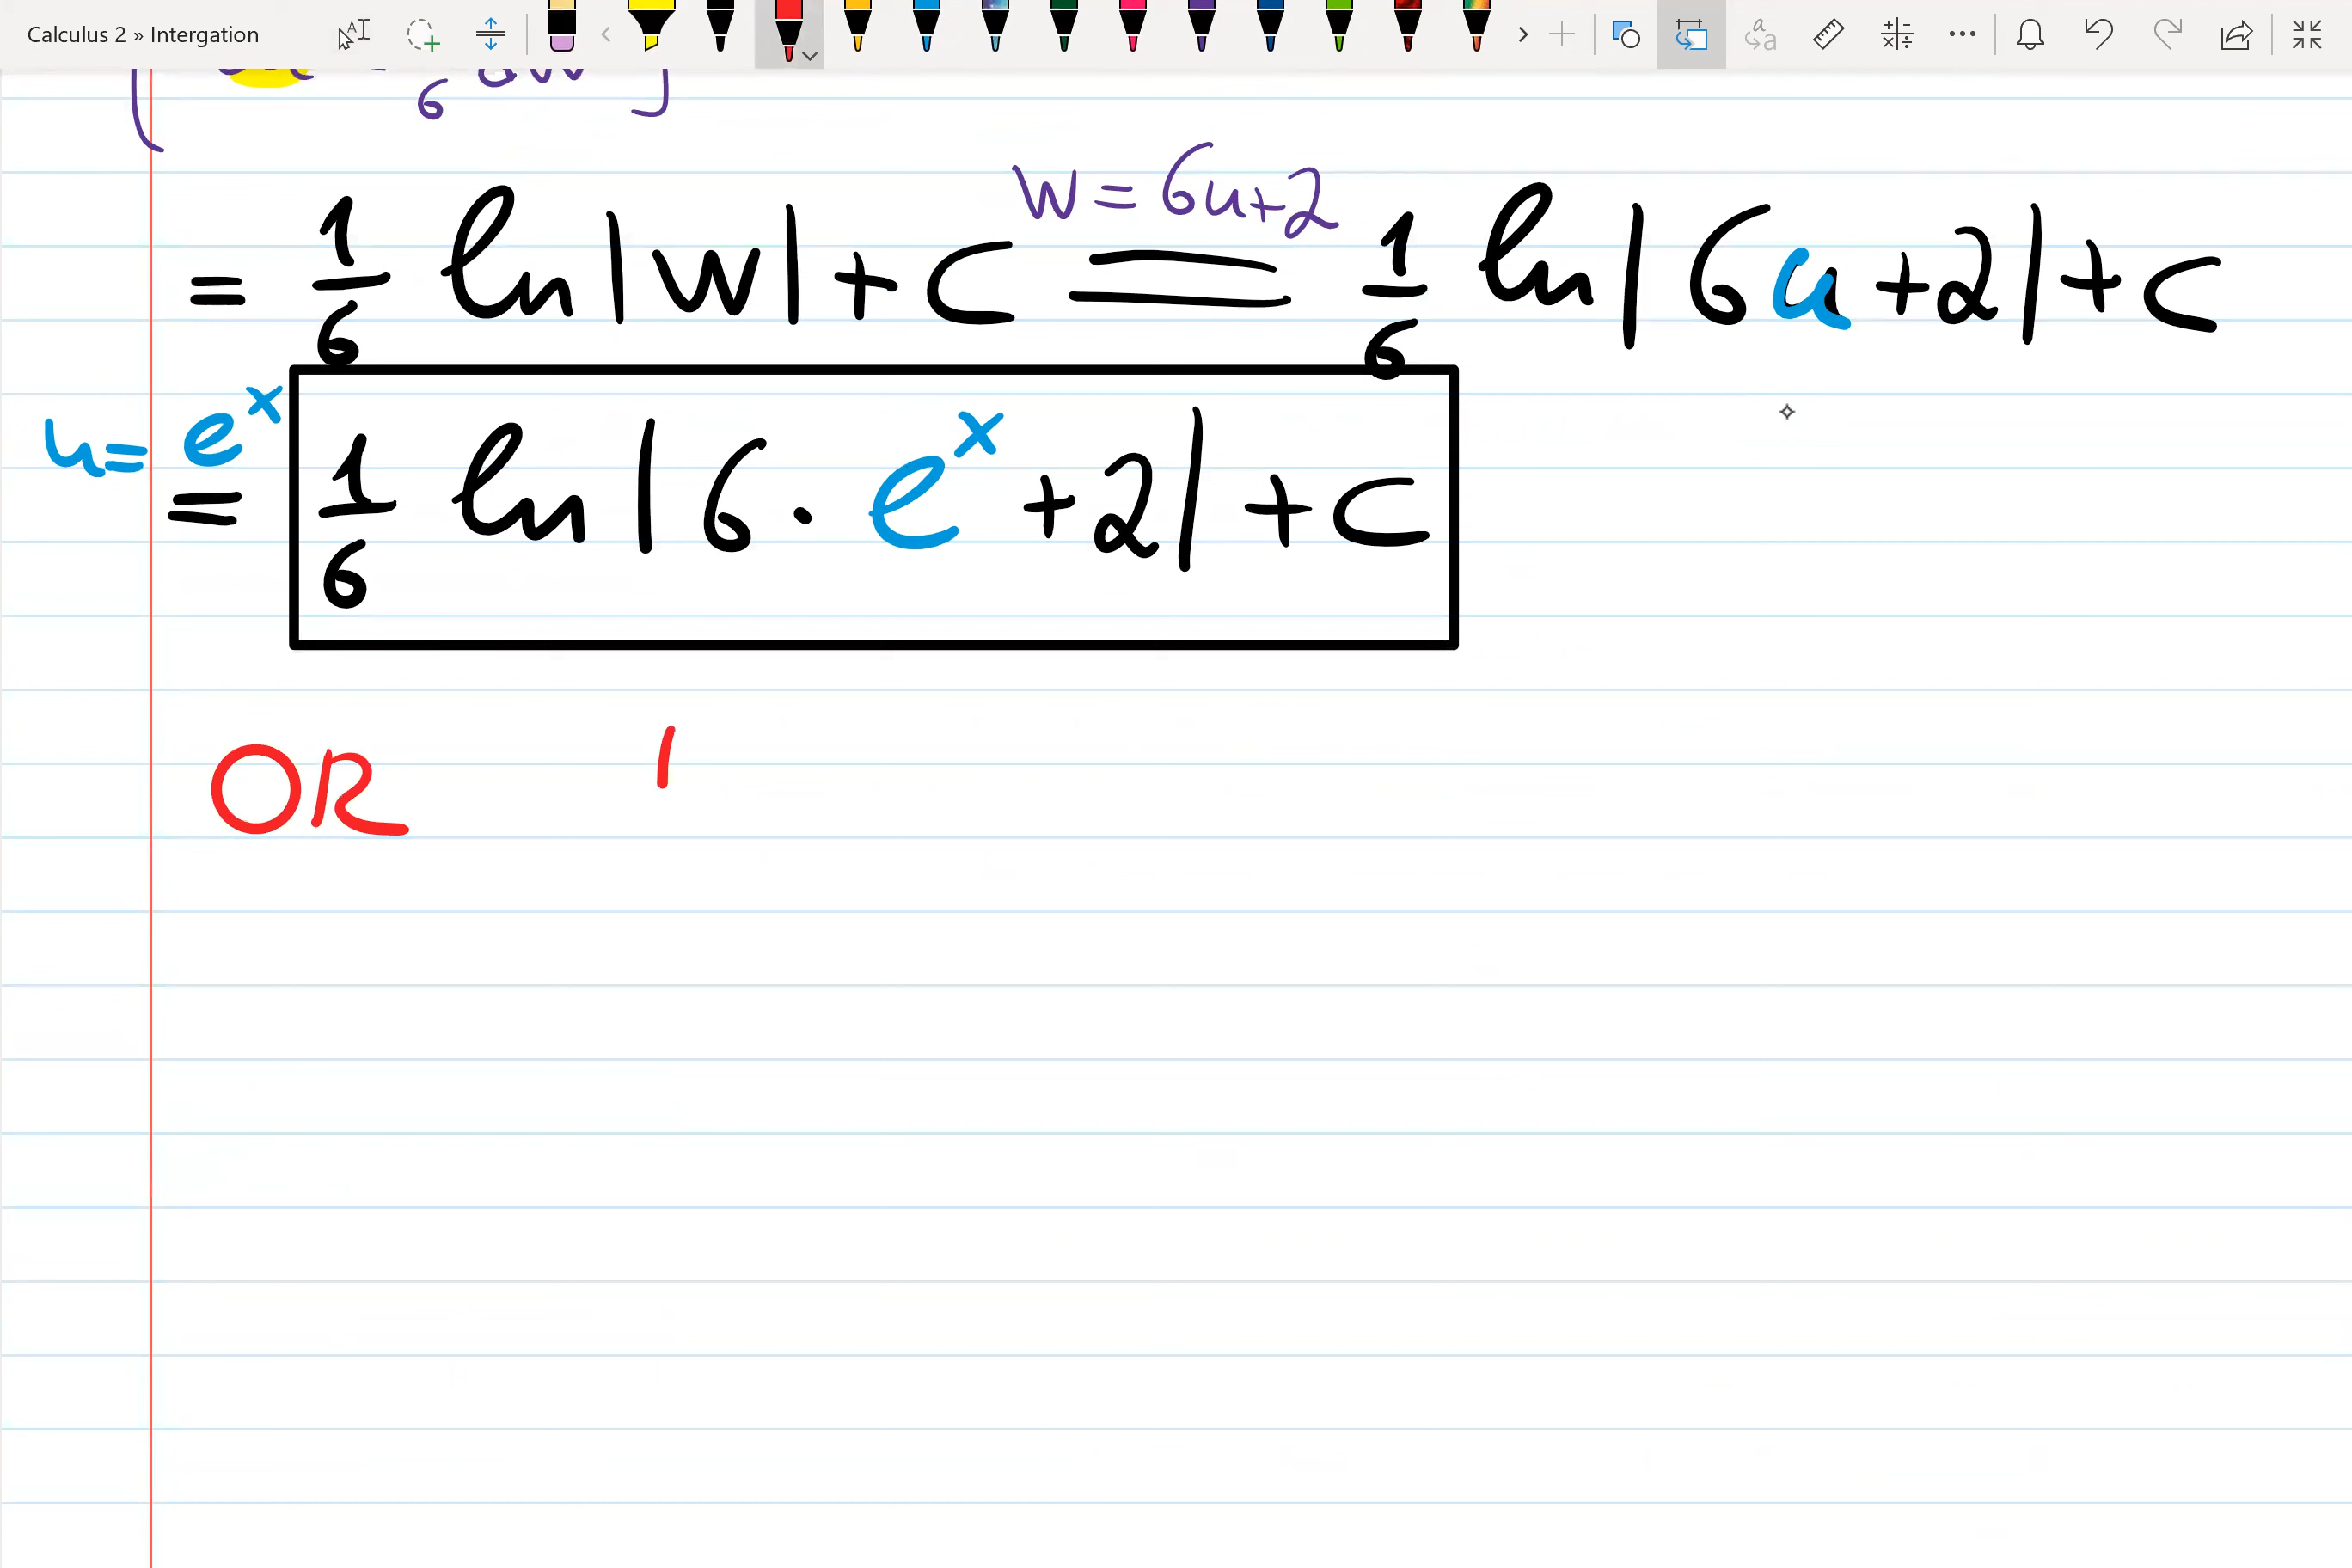 Calculus 2 » Intergation
6
= 1/6 ln|w|+C = 1/6 ln|6u+2|+C
w=6u+2
u=e^x
= 1/6 ln|6·e^x+2|+C
OR